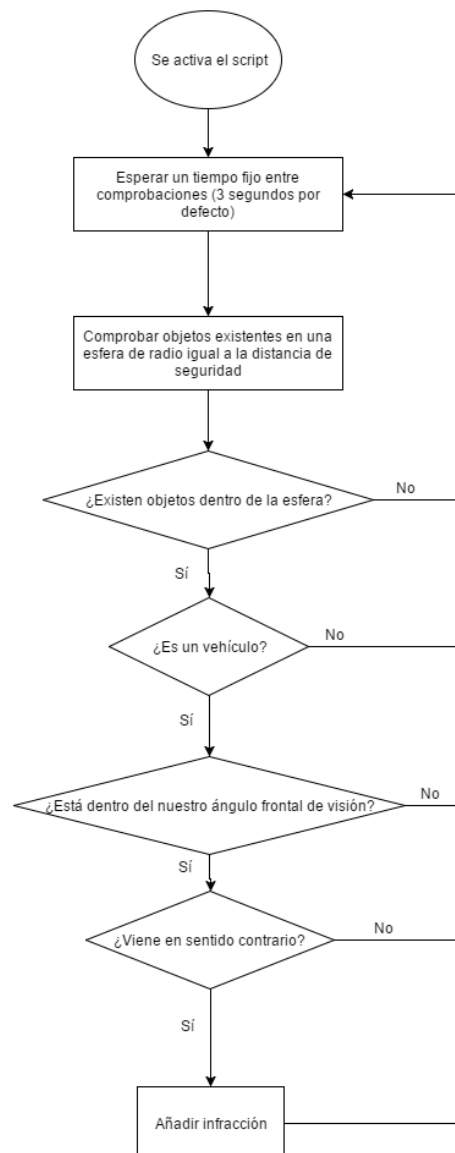 Se activa el script
Esperar un tiempo fijo entre
comprobaciones (3 segundos por
defecto)
Comprobar objetos existentes en una
esfera de radio igual a la distancia de
seguridad
¿Existen objetos dentro de la esfera?
No
Sí
¿Es un vehículo?
No
Sí
¿Está dentro del nuestro ángulo frontal de visión?
No
Sí
¿Viene en sentido contrario?
No
Sí
Añadir infracción